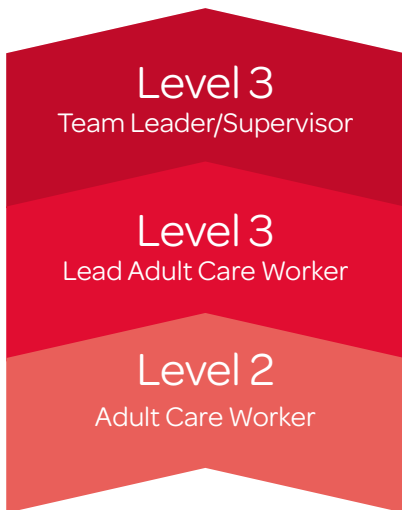 Level 3
Team Leader/Supervisor
Level 3
Lead Adult Care Worker
Level 2
Adult Care Worker